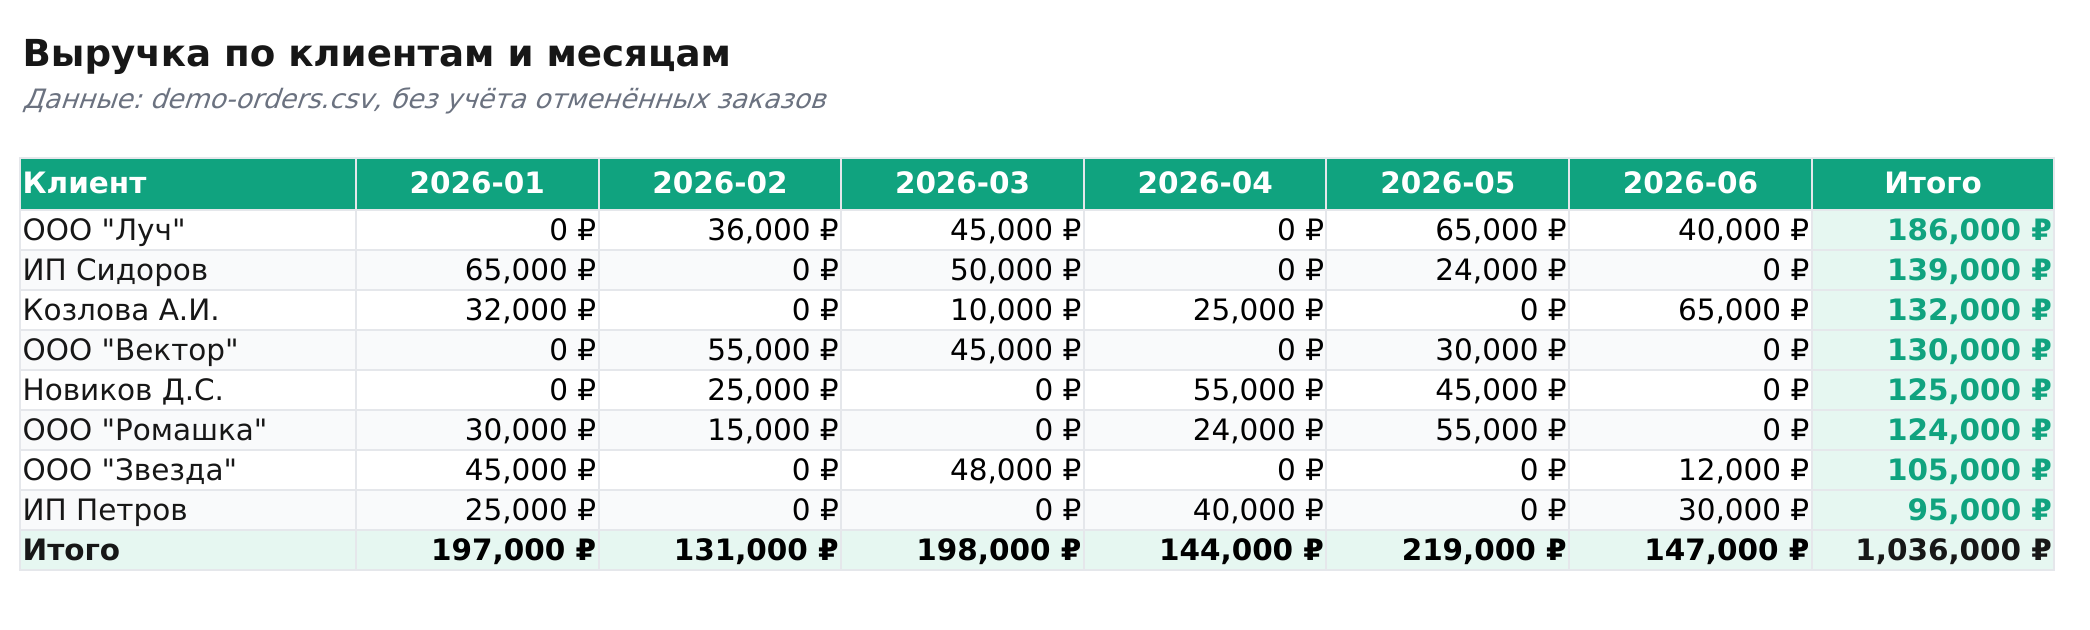 Выручка по клиентам и месяцам
Данные: demo-orders.csv, без учёта отменённых заказов
Клиент 2026-01 2026-02 2026-03 2026-04 2026-05 2026-06 Итого
ООО "Луч" 0 ₽ 36,000 ₽ 45,000 ₽ 0 ₽ 65,000 ₽ 40,000 ₽ 186,000 ₽
ИП Сидоров 65,000 ₽ 0 ₽ 50,000 ₽ 0 ₽ 24,000 ₽ 0 ₽ 139,000 ₽
Козлова А.И. 32,000 ₽ 0 ₽ 10,000 ₽ 25,000 ₽ 0 ₽ 65,000 ₽ 132,000 ₽
ООО "Вектор" 0 ₽ 55,000 ₽ 45,000 ₽ 0 ₽ 30,000 ₽ 0 ₽ 130,000 ₽
Новиков Д.С. 0 ₽ 25,000 ₽ 0 ₽ 55,000 ₽ 45,000 ₽ 0 ₽ 125,000 ₽
ООО "Ромашка" 30,000 ₽ 15,000 ₽ 0 ₽ 24,000 ₽ 55,000 ₽ 0 ₽ 124,000 ₽
ООО "Звезда" 45,000 ₽ 0 ₽ 48,000 ₽ 0 ₽ 0 ₽ 12,000 ₽ 105,000 ₽
ИП Петров 25,000 ₽ 0 ₽ 0 ₽ 40,000 ₽ 0 ₽ 30,000 ₽ 95,000 ₽
Итого 197,000 ₽ 131,000 ₽ 198,000 ₽ 144,000 ₽ 219,000 ₽ 147,000 ₽ 1,036,000 ₽